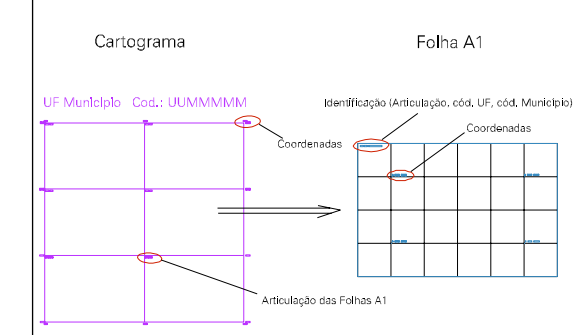 Cartograma
Folha A1
UF Município Cod.: UUMMMMM
Identificação (Articulação, cód. UF, cód. Município)
Coordenadas
Coordenadas
Articulação das Folhas A1